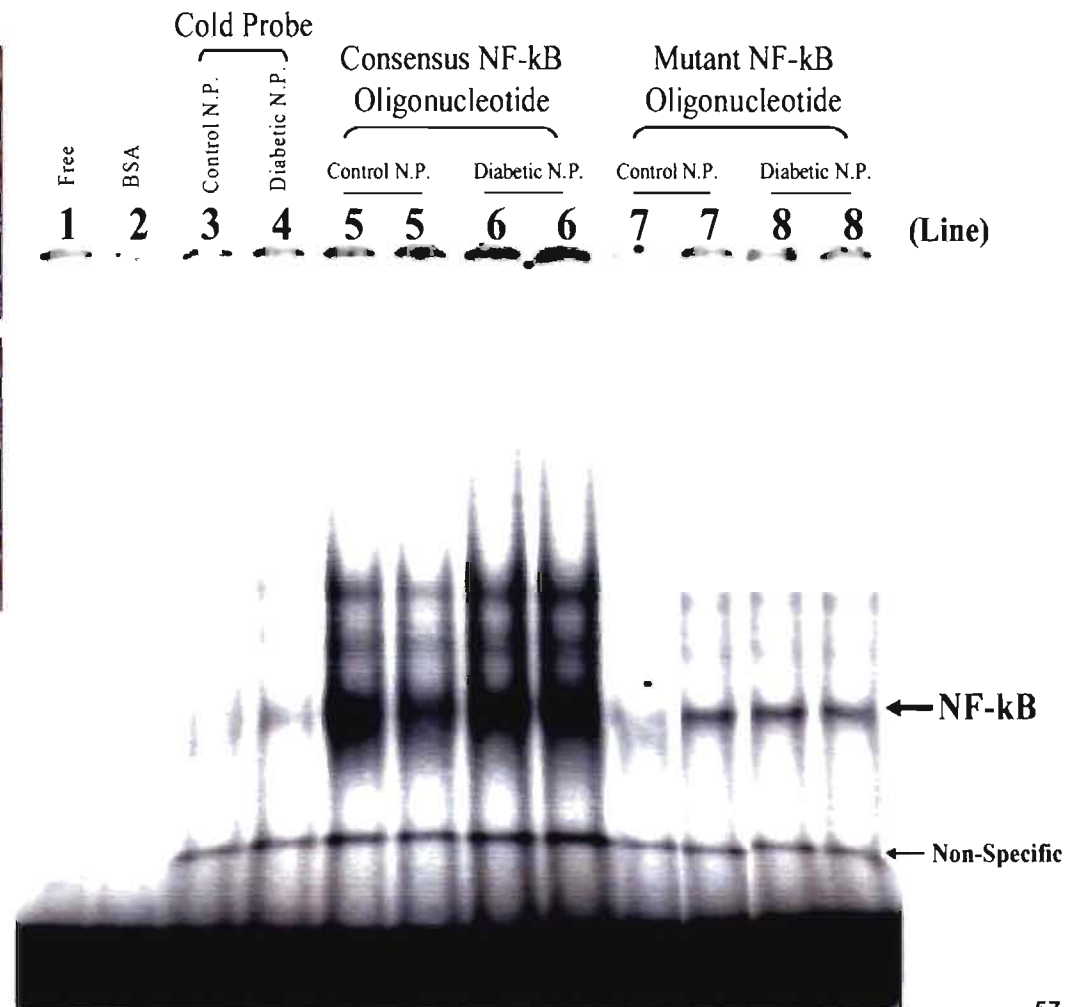 Cold Probe
Consensus NF-kB
Oligonucleotide
Mutant NF-kB
Oligonucleotide
Free
BSA
Control N.P.
Diabetic N.P.
Control N.P.
Diabetic N.P.
Control N.P.
Diabetic N.P.
1 2 3 4 5 5 6 6 7 7 8 8 (Line)
NF-kB
Non-Specific
57